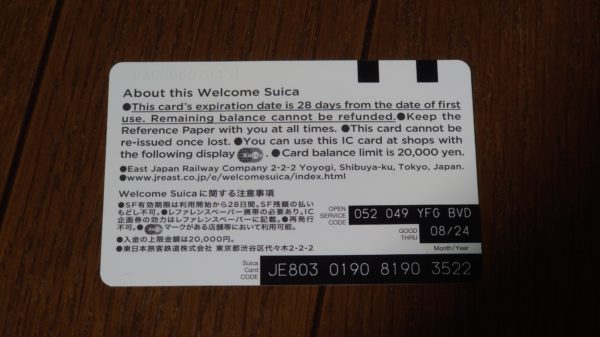 About this Welcome Suica
●This card's expiration date is 28 days from the date of first
use. Remaining balance cannot be refunded.●Keep the
Reference Paper with you at all times. ●This card cannot be
re-issued once lost. ●You can use this IC card at shops with
the following display . ●Card balance limit is 20,000 yen.
●East Japan Railway Company 2-2-2 Yoyogi, Shibuya-ku, Tokyo, Japan.
●www.jreast.co.jp/e/welcomesuica/index.html
Welcome Suicaに関する注意事項
●SF有効期限は利用開始から28日間。SF残額の払い
もどし不可。●レファレンスペーパー携帯の必要あり。IC
企画券の効力はレファレンスペーパーに記載。●再発行
不可。● マークがある店舗等において利用可能。
●入金の上限金額は20,000円。
●東日本旅客鉄道株式会社 東京都渋谷区代々木2-2-2
OPEN
SERVICE
CODE
052 049 YFG BVD
GOOD
THRU
08/24
Month/Year
Suica
Card
CODE
JE803 0190 8190 3522